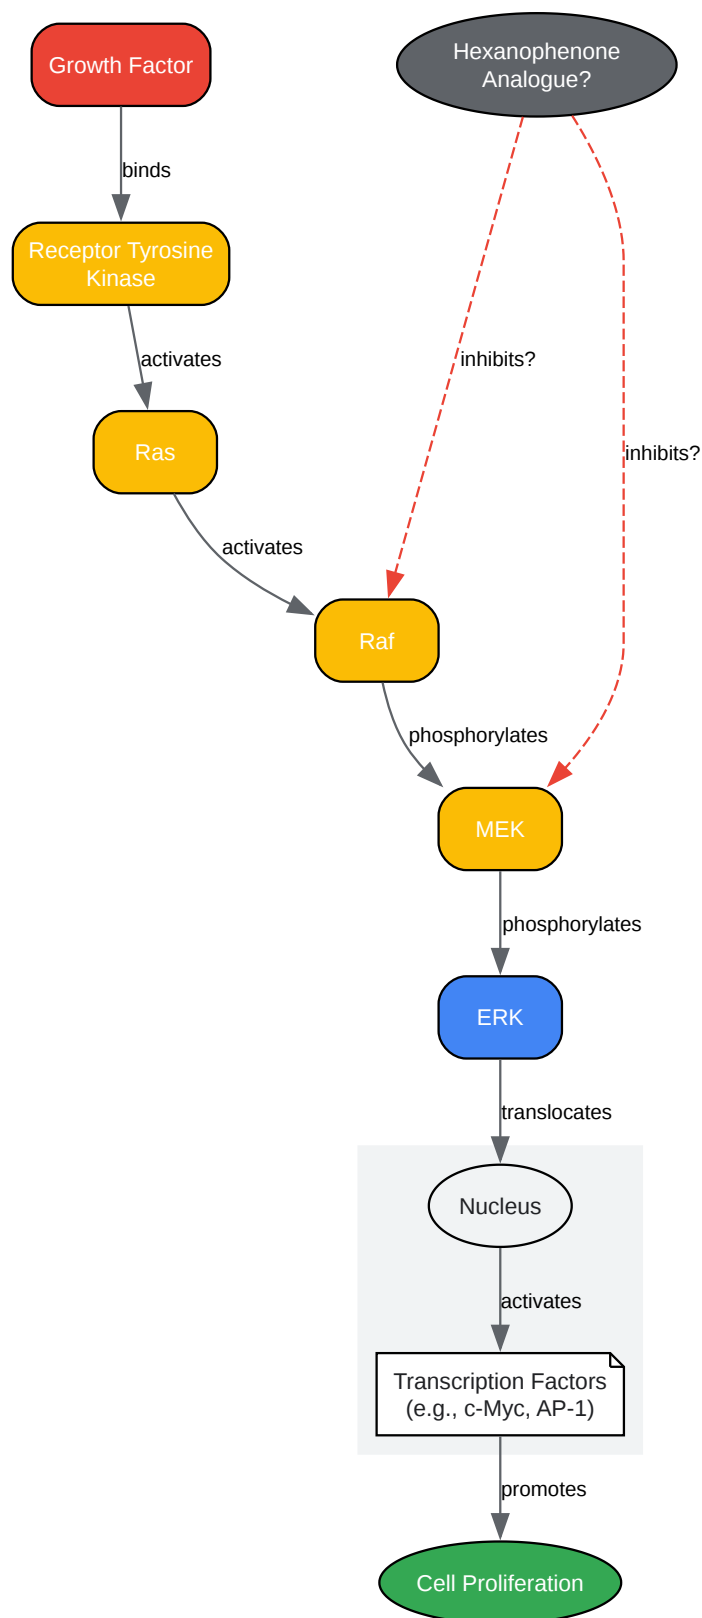 Growth Factor
Hexanophenone
Analogue?
binds
Receptor Tyrosine
Kinase
activates
inhibits?
Ras
inhibits?
activates
Raf
phosphorylates
MEK
phosphorylates
ERK
translocates
Nucleus
activates
Transcription Factors
(e.g., c-Myc, AP-1)
promotes
Cell Proliferation